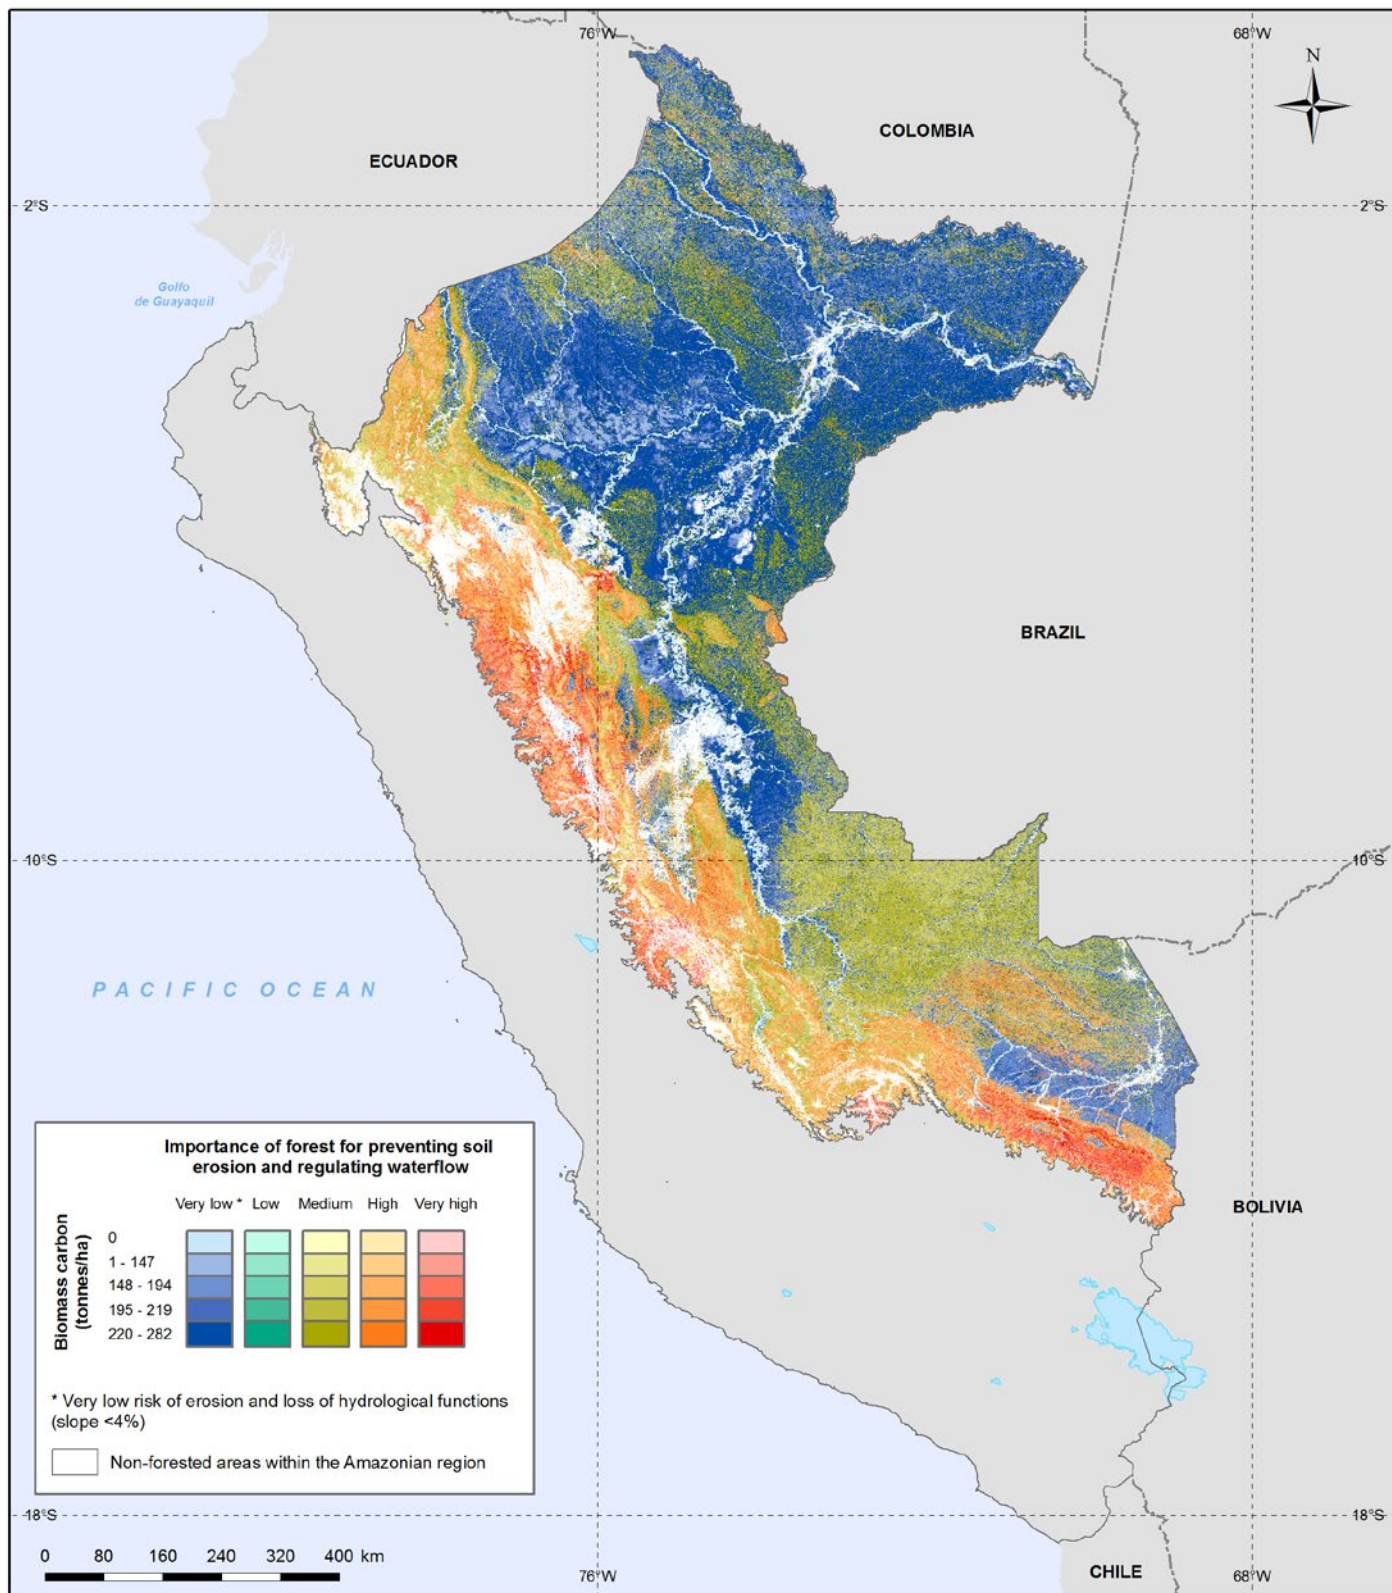 76°W
68°W
N
COLOMBIA
ECUADOR
2°S
2°S
Golfo
de Guayaquil
BRAZIL
10°S
10°S
PACIFIC OCEAN
BOLIVIA
Importance of forest for preventing soil
erosion and regulating waterflow
Very low * Low Medium High Very high
Biomass carbon
(tonnes/ha)
0
1 - 147
148 - 194
195 - 219
220 - 282
* Very low risk of erosion and loss of hydrological functions
(slope <4%)
Non-forested areas within the Amazonian region
18°S
18°S
0 80 160 240 320 400 km
76°W
68°W
CHILE